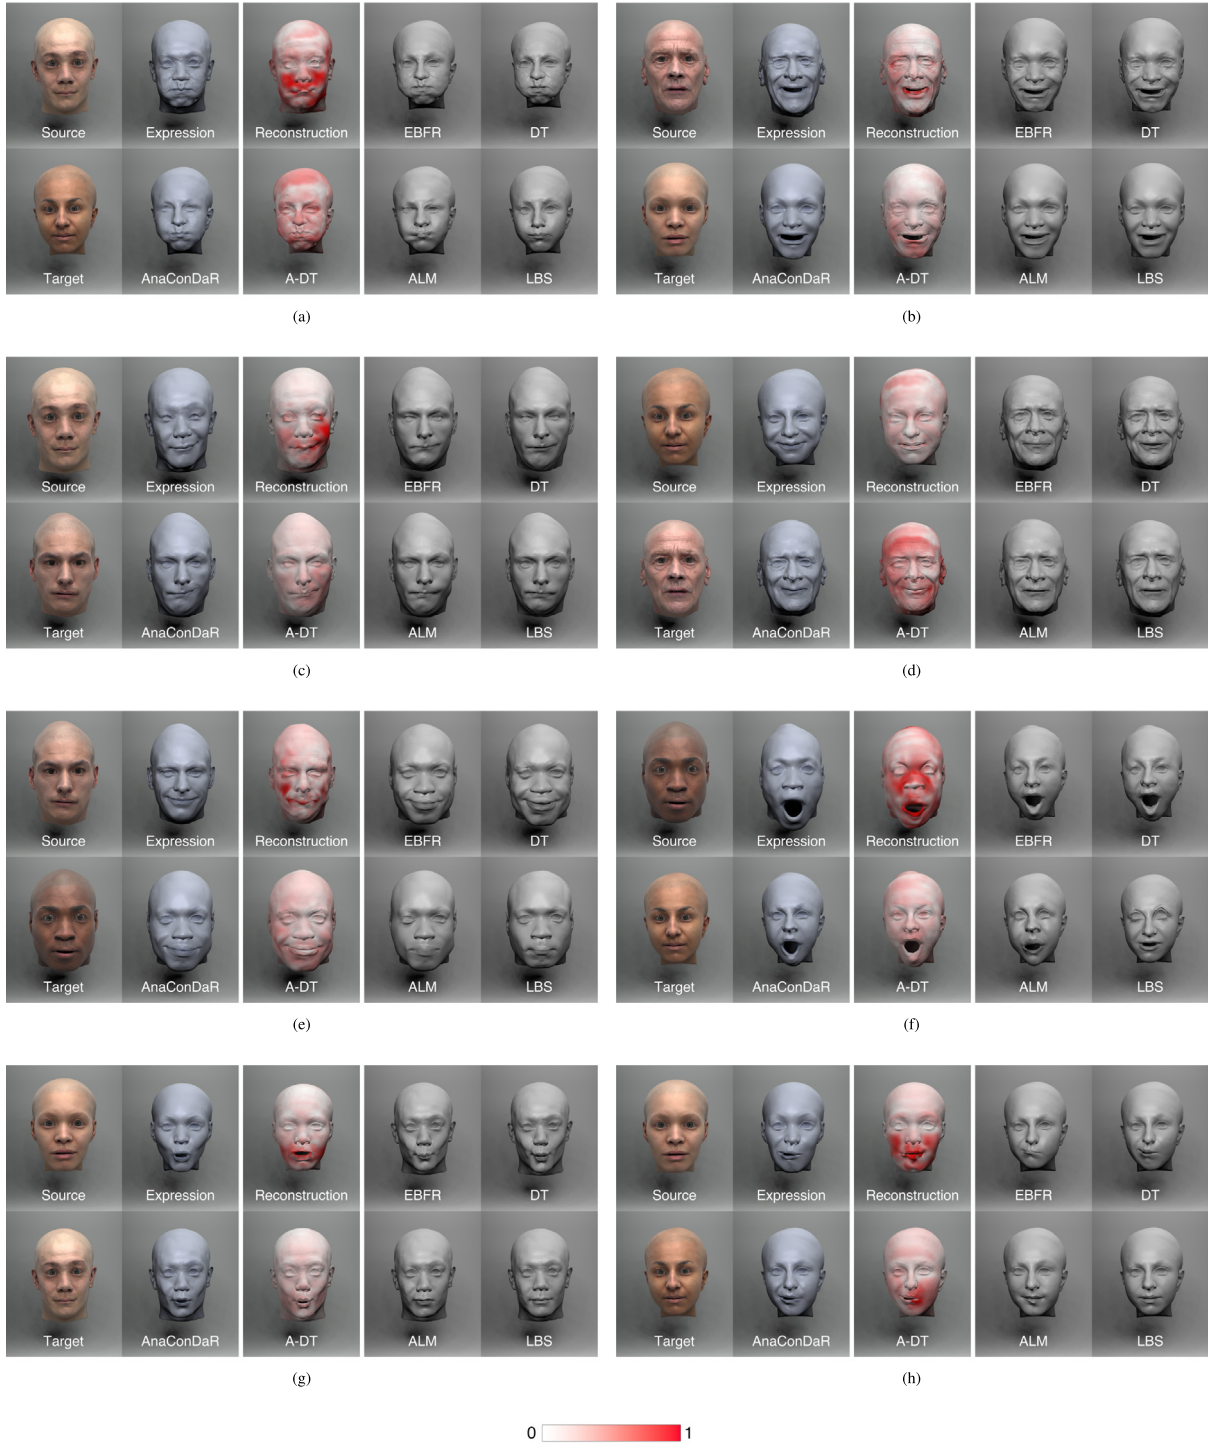 Source Expression Reconstruction EBFR DT Source Expression Reconstruction EBFR DT
Target AnaConDaR A-DT ALM LBS Target AnaConDaR A-DT ALM LBS
(a) (b)
Source Expression Reconstruction EBFR DT Source Expression Reconstruction EBFR DT
Target AnaConDaR A-DT ALM LBS Target AnaConDaR A-DT ALM LBS
(c) (d)
Source Expression Reconstruction EBFR DT Source Expression Reconstruction EBFR DT
Target AnaConDaR A-DT ALM LBS Target AnaConDaR A-DT ALM LBS
(e) (f)
Source Expression Reconstruction EBFR DT Source Expression Reconstruction EBFR DT
Target AnaConDaR A-DT ALM LBS Target AnaConDaR A-DT ALM LBS
(g) (h)
0 1